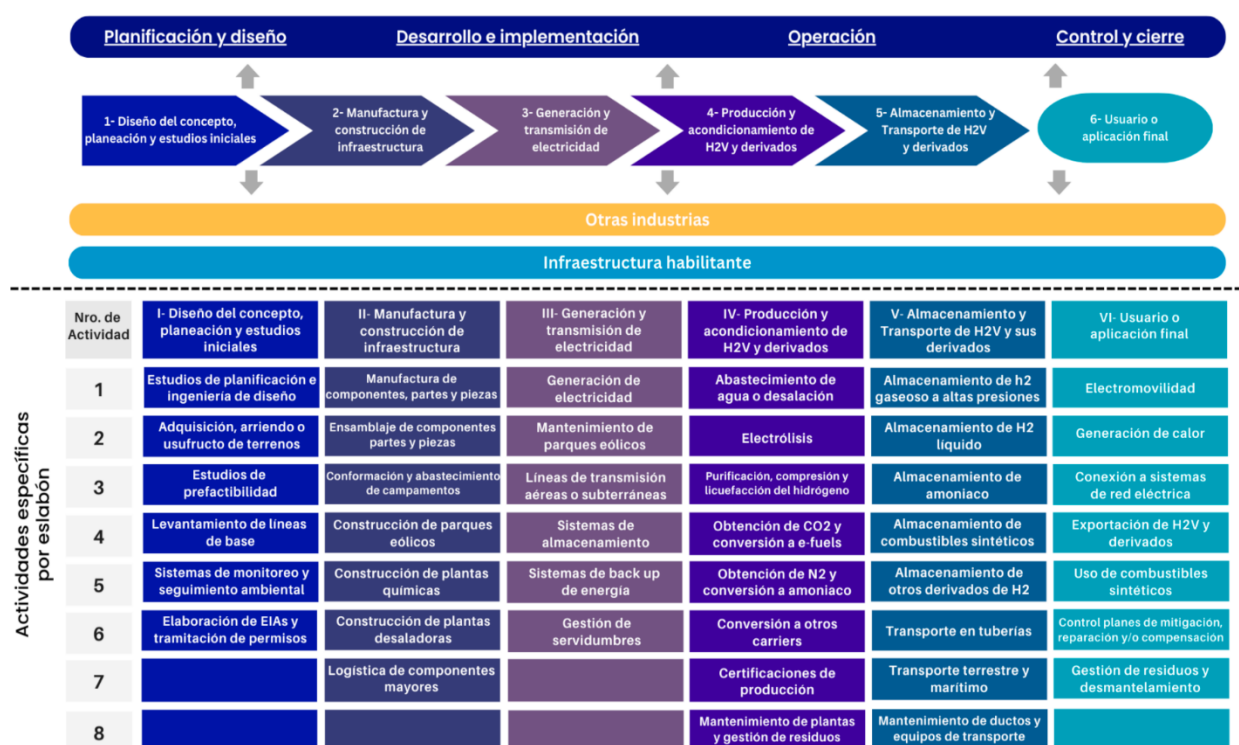 Planificación y diseño
Desarrollo e implementación
Operación
Control y cierre
1- Diseño del concepto,
planeación y estudios iniciales
2- Manufactura y
construcción de
infraestructura
3- Generación y
transmisión de
electricidad
4- Producción y
acondicionamiento de
H2V y derivados
5- Almacenamiento y
Transporte de H2V
y derivados
6- Usuario o
aplicación final
Otras industrias
Infraestructura habilitante
Actividades específicas
por eslabón
Nro. de
Actividad
I- Diseño del concepto,
planeación y estudios
iniciales
II- Manufactura y
construcción de
infraestructura
III- Generación y
transmisión de
electricidad
IV- Producción y
acondicionamiento de
H2V y derivados
V- Almacenamiento y
Transporte de H2V y sus
derivados
VI- Usuario o
aplicación final
1
Estudios de planificación e
ingeniería de diseño
Manufactura de
componentes, partes y piezas
Generación de
electricidad
Abastecimiento de
agua o desalación
Almacenamiento de h2
gaseoso a altas presiones
Electromovilidad
2
Adquisición, arriendo o
usufructo de terrenos
Ensamblaje de componentes
partes y piezas
Mantenimiento de
parques eólicos
Electrólisis
Almacenamiento de H2
líquido
Generación de calor
3
Estudios de
prefactibilidad
Conformación y abastecimiento
de campamentos
Líneas de transmisión
aéreas o subterráneas
Purificación, compresión y
licuefacción del hidrógeno
Almacenamiento de
amoniaco
Conexión a sistemas
de red eléctrica
4
Levantamiento de líneas
de base
Construcción de parques
eólicos
Sistemas de
almacenamiento
Obtención de CO2 y
conversión a e-fuels
Almacenamiento de
combustibles sintéticos
Exportación de H2V y
derivados
5
Sistemas de monitoreo y
seguimiento ambiental
Construcción de plantas
químicas
Sistemas de back up
de energía
Obtención de N2 y
conversión a amoniaco
Almacenamiento de
otros derivados de H2
Uso de combustibles
sintéticos
6
Elaboración de EIAs y
tramitación de permisos
Construcción de plantas
desaladoras
Gestión de
servidumbres
Conversión a otros
carriers
Transporte en tuberías
Control planes de mitigación,
reparación y/o compensación
7
Logística de componentes
mayores
Certificaciones de
producción
Transporte terrestre y
marítimo
Gestión de residuos y
desmantelamiento
8
Mantenimiento de plantas
y gestión de residuos
Mantenimiento de ductos y
equipos de transporte